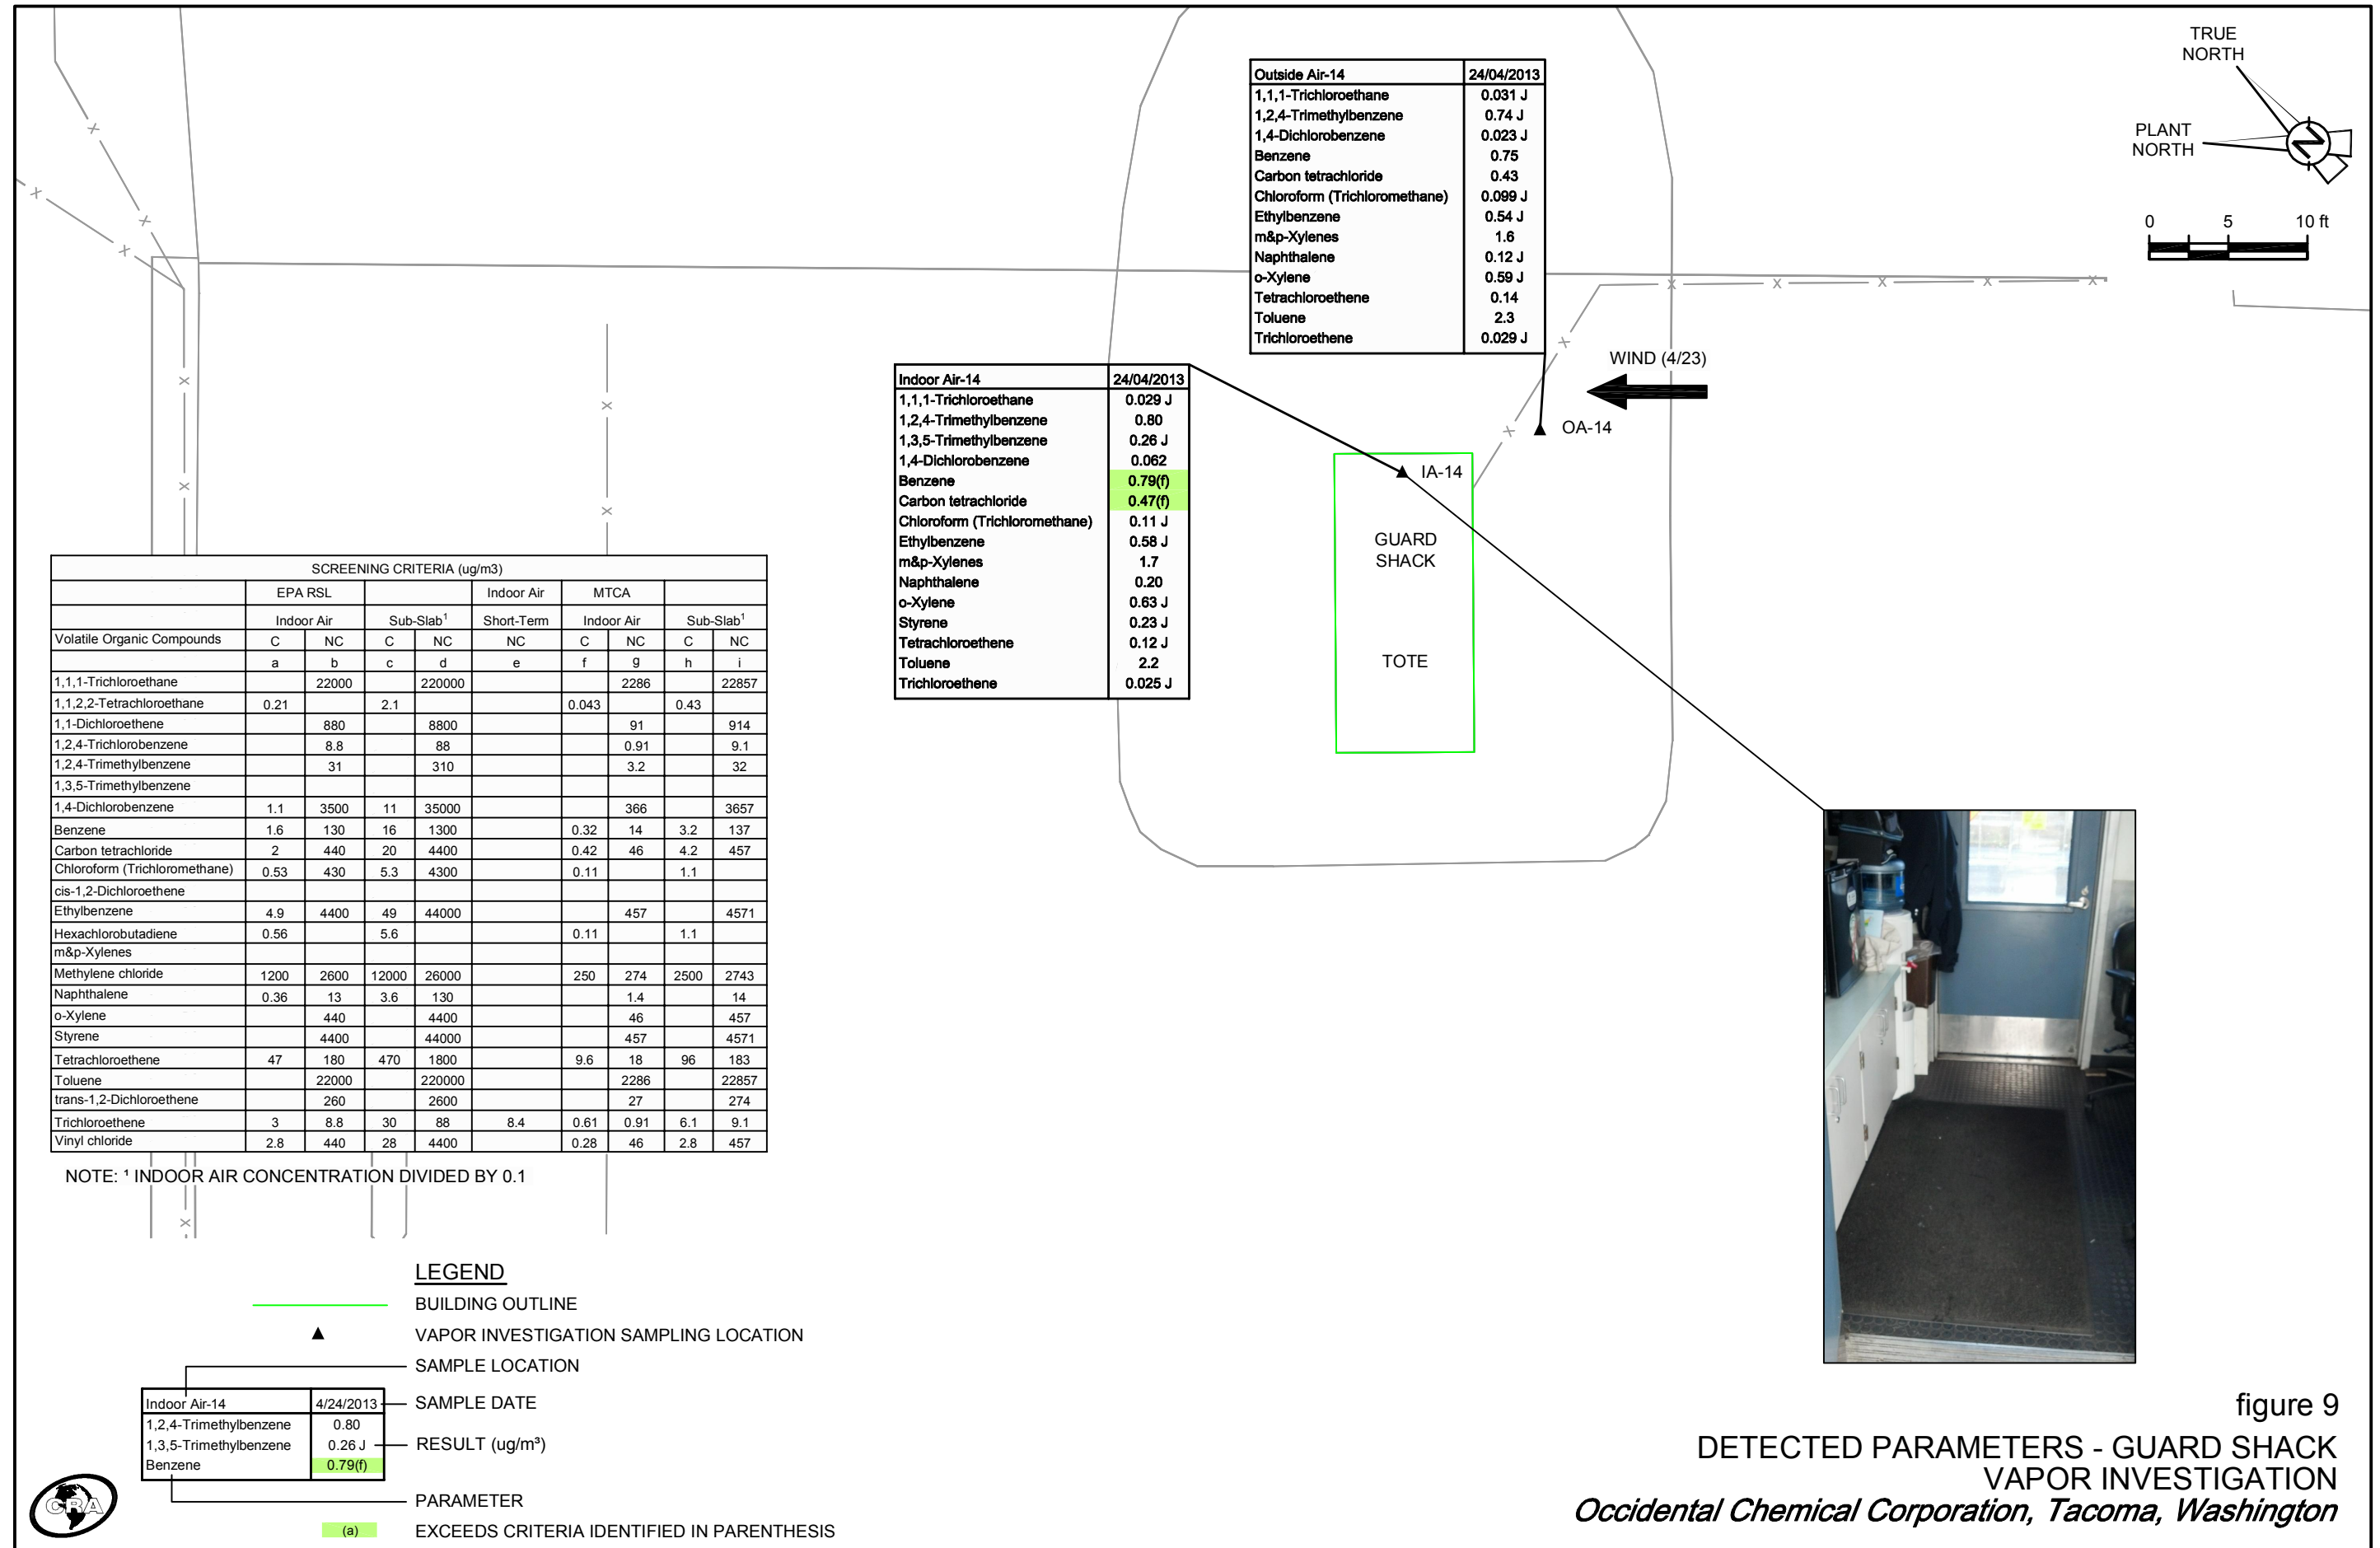 TRUE
NORTH
PLANT
NORTH
0 5 10 ft
Outside Air-14 24/04/2013
1,1,1-Trichloroethane 0.031 J
1,2,4-Trimethylbenzene 0.74 J
1,4-Dichlorobenzene 0.023 J
Benzene 0.75
Carbon tetrachloride 0.43
Chloroform (Trichloromethane) 0.099 J
Ethylbenzene 0.54 J
m&p-Xylenes 1.6
Naphthalene 0.12 J
o-Xylene 0.59 J
Tetrachloroethene 0.14
Toluene 2.3
Trichloroethene 0.029 J
WIND (4/23)
OA-14
Indoor Air-14 24/04/2013
1,1,1-Trichloroethane 0.029 J
1,2,4-Trimethylbenzene 0.80
1,3,5-Trimethylbenzene 0.26 J
1,4-Dichlorobenzene 0.062
Benzene 0.79(f)
Carbon tetrachloride 0.47(f)
Chloroform (Trichloromethane) 0.11 J
Ethylbenzene 0.58 J
m&p-Xylenes 1.7
Naphthalene 0.20
o-Xylene 0.63 J
Styrene 0.23 J
Tetrachloroethene 0.12 J
Toluene 2.2
Trichloroethene 0.025 J
IA-14
GUARD
SHACK
TOTE
SCREENING CRITERIA (ug/m3)
EPA RSL Indoor Air MTCA
Indoor Air Sub-Slab¹ Short-Term Indoor Air Sub-Slab¹
Volatile Organic Compounds C NC C NC NC C NC C NC
a b c d e f g h i
1,1,1-Trichloroethane 22000 220000 2286 22857
1,1,2,2-Tetrachloroethane 0.21 2.1 0.043 0.43
1,1-Dichloroethene 880 8800 91 914
1,2,4-Trichlorobenzene 8.8 88 0.91 9.1
1,2,4-Trimethylbenzene 31 310 3.2 32
1,3,5-Trimethylbenzene
1,4-Dichlorobenzene 1.1 3500 11 35000 366 3657
Benzene 1.6 130 16 1300 0.32 14 3.2 137
Carbon tetrachloride 2 440 20 4400 0.42 46 4.2 457
Chloroform (Trichloromethane) 0.53 430 5.3 4300 0.11 1.1
cis-1,2-Dichloroethene
Ethylbenzene 4.9 4400 49 44000 457 4571
Hexachlorobutadiene 0.56 5.6 0.11 1.1
m&p-Xylenes
Methylene chloride 1200 2600 12000 26000 250 274 2500 2743
Naphthalene 0.36 13 3.6 130 1.4 14
o-Xylene 440 4400 46 457
Styrene 4400 44000 457 4571
Tetrachloroethene 47 180 470 1800 9.6 18 96 183
Toluene 22000 220000 2286 22857
trans-1,2-Dichloroethene 260 2600 27 274
Trichloroethene 3 8.8 30 88 8.4 0.61 0.91 6.1 9.1
Vinyl chloride 2.8 440 28 4400 0.28 46 2.8 457
NOTE: ¹ INDOOR AIR CONCENTRATION DIVIDED BY 0.1
LEGEND
BUILDING OUTLINE
VAPOR INVESTIGATION SAMPLING LOCATION
SAMPLE LOCATION
Indoor Air-14 4/24/2013 SAMPLE DATE
1,2,4-Trimethylbenzene 0.80
1,3,5-Trimethylbenzene 0.26 J RESULT (ug/m³)
Benzene 0.79(f)
PARAMETER
(a) EXCEEDS CRITERIA IDENTIFIED IN PARENTHESIS
CRA
figure 9
DETECTED PARAMETERS - GUARD SHACK
VAPOR INVESTIGATION
Occidental Chemical Corporation, Tacoma, Washington